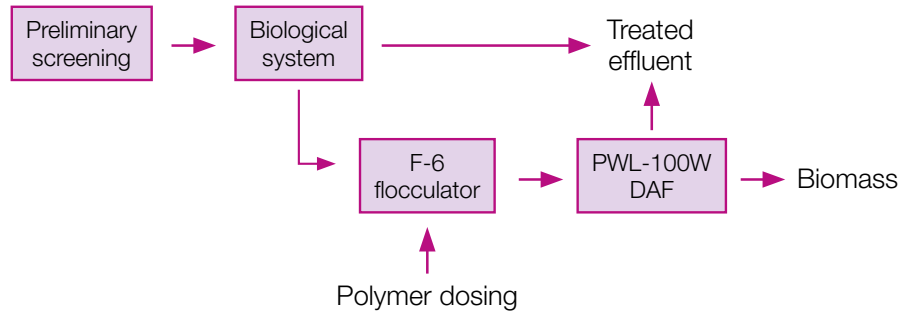 Preliminary
screening
Biological
system
Treated
effluent
F-6
flocculator
PWL-100W
DAF
Biomass
Polymer dosing